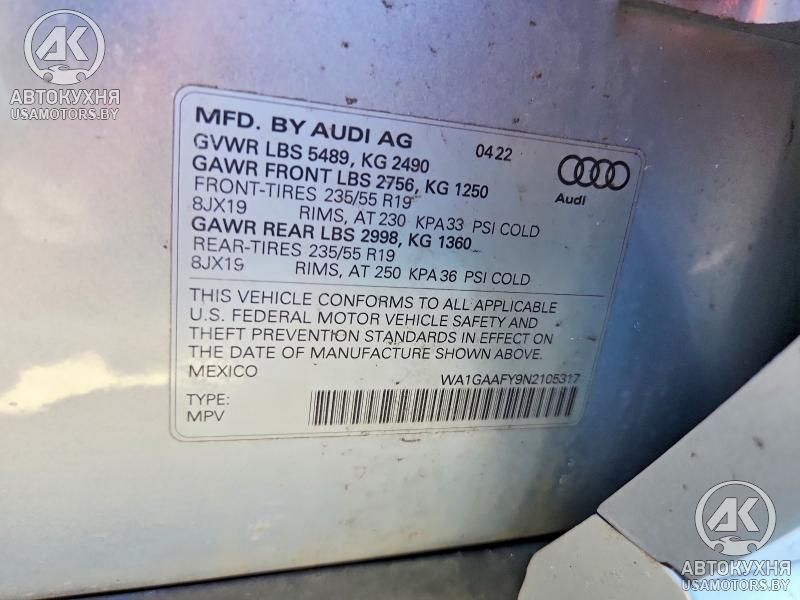 АК
АВТОКУХНЯ
USAMOTORS.BY
MFD. BY AUDI AG
04 22
GVWR LBS 5489, KG 2490
GAWR FRONT LBS 2756, KG 1250
FRONT-TIRES 235/55 R19
8JX19 RIMS, AT 230 KPA 33 PSI COLD
GAWR REAR LBS 2998, KG 1360
REAR-TIRES 235/55 R19
8JX19 RIMS, AT 250 KPA 36 PSI COLD
Audi
THIS VEHICLE CONFORMS TO ALL APPLICABLE
U.S. FEDERAL MOTOR VEHICLE SAFETY AND
THEFT PREVENTION STANDARDS IN EFFECT ON
THE DATE OF MANUFACTURE SHOWN ABOVE.
MEXICO
WA1GAAFY9N2105317
TYPE:
MPV
АК
АВТОКУХНЯ
USAMOTORS.BY